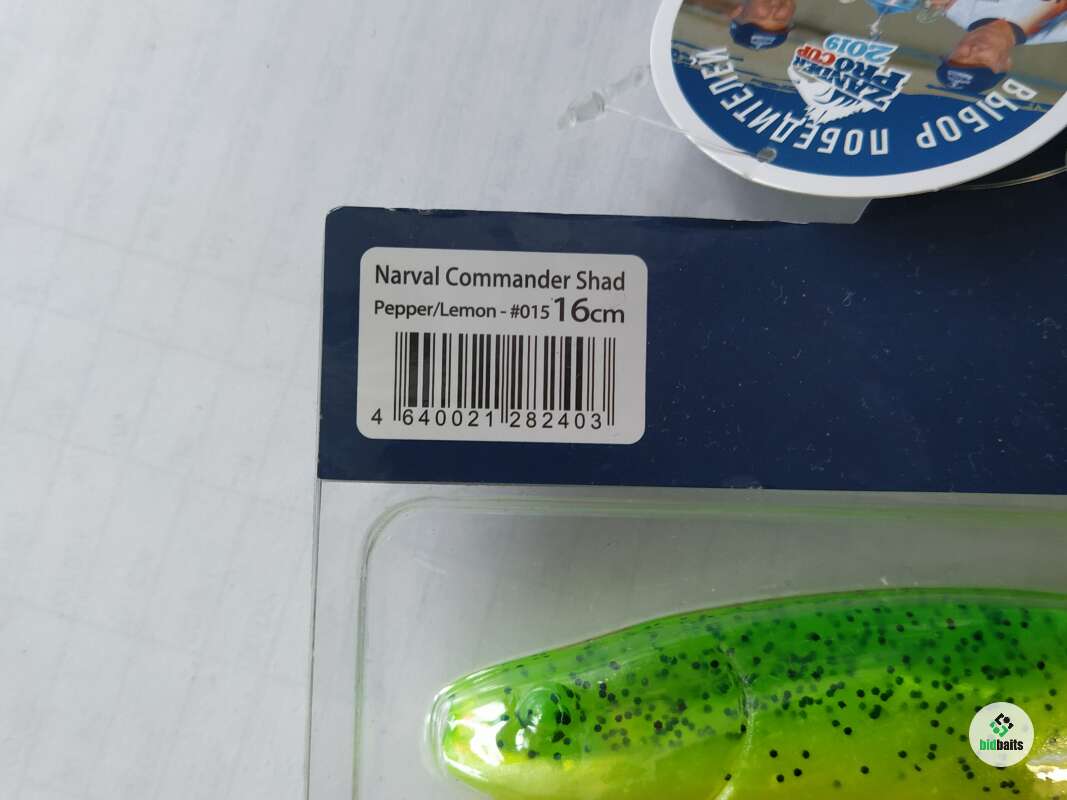 ZANDER
PRO CUP
2019
ВЫБОР ПОБЕДИТЕЛЕЙ
Narval Commander Shad
Pepper/Lemon - #015 16cm
4 640021 282403
bidbaits